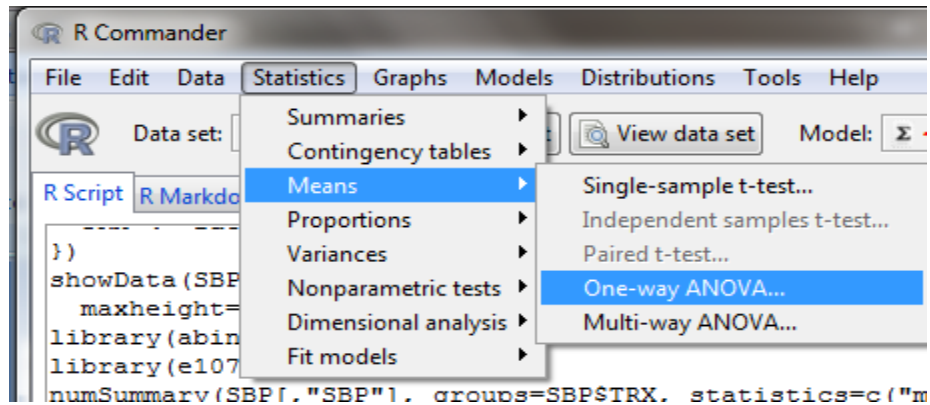 R Commander
File Edit Data Statistics Graphs Models Distributions Tools Help
Data set: View data set Model: Σ
R Script R Markdo
Summaries
Contingency tables
Means
Proportions
Variances
Nonparametric tests
Dimensional analysis
Fit models
Single-sample t-test...
Independent samples t-test...
Paired t-test...
One-way ANOVA...
Multi-way ANOVA...
})
showData(SBP
maxheight=
library(abin
library(e107
numSummary(SBP[,"SBP"], groups=SBP$TRX, statistics=c("m